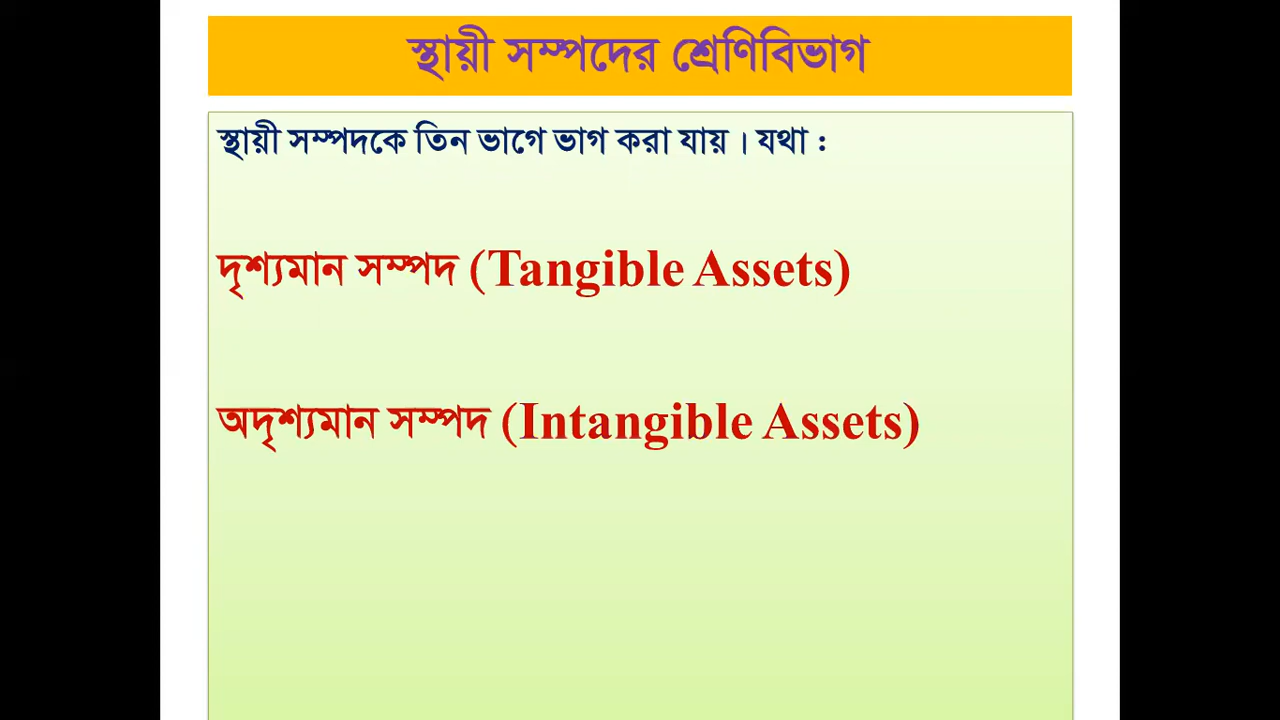 স্থায়ী সম্পদের শ্রেণিবিভাগ
স্থায়ী সম্পদকে তিন ভাগে ভাগ করা যায় । যথা :
দৃশ্যমান সম্পদ (Tangible Assets)
অদৃশ্যমান সম্পদ (Intangible Assets)